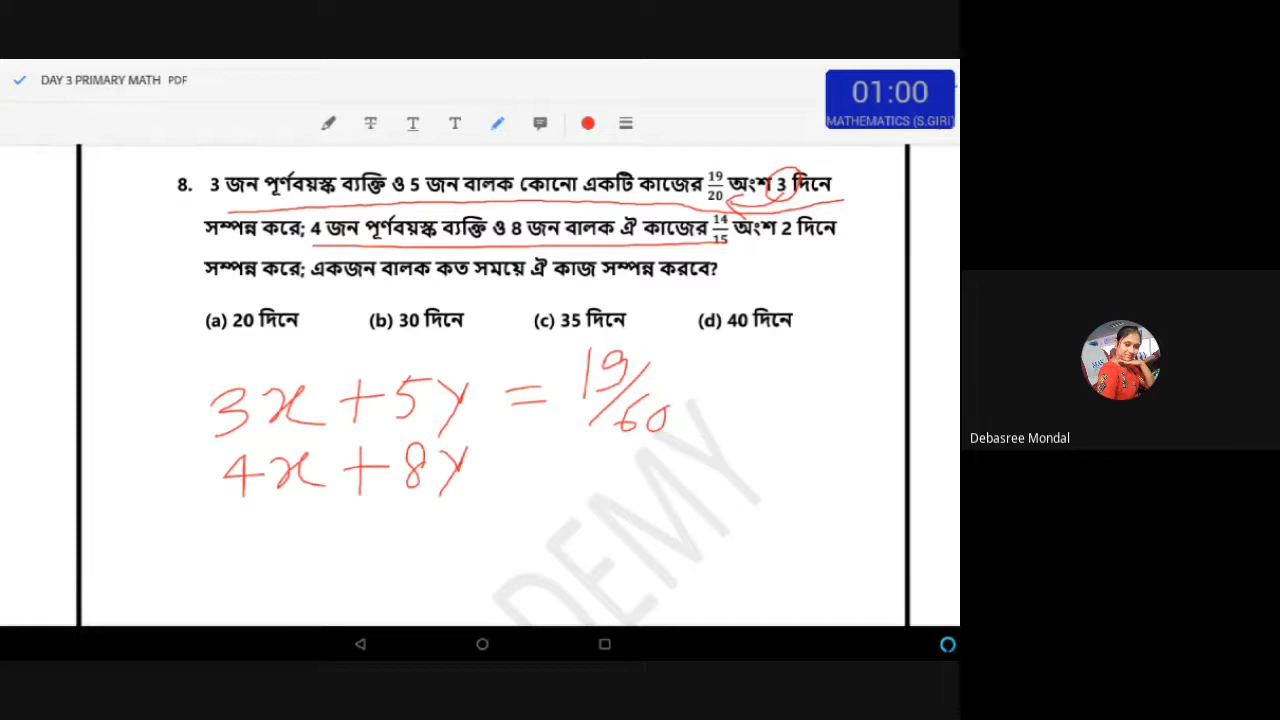 DAY 3 PRIMARY MATH PDF
01:00
MATHEMATICS (S.GIRI)
8. 3 জন পূর্ণবয়স্ক ব্যক্তি ও 5 জন বালক কোনো একটি কাজের 19/20 অংশ 3 দিনে
সম্পন্ন করে; 4 জন পূর্ণবয়স্ক ব্যক্তি ও 8 জন বালক ঐ কাজের 14/15 অংশ 2 দিনে
সম্পন্ন করে; একজন বালক কত সময়ে ঐ কাজ সম্পন্ন করবে?
(a) 20 দিনে (b) 30 দিনে (c) 35 দিনে (d) 40 দিনে
3x + 5y = 19/60
4x + 8y
DEMY
Debasree Mondal